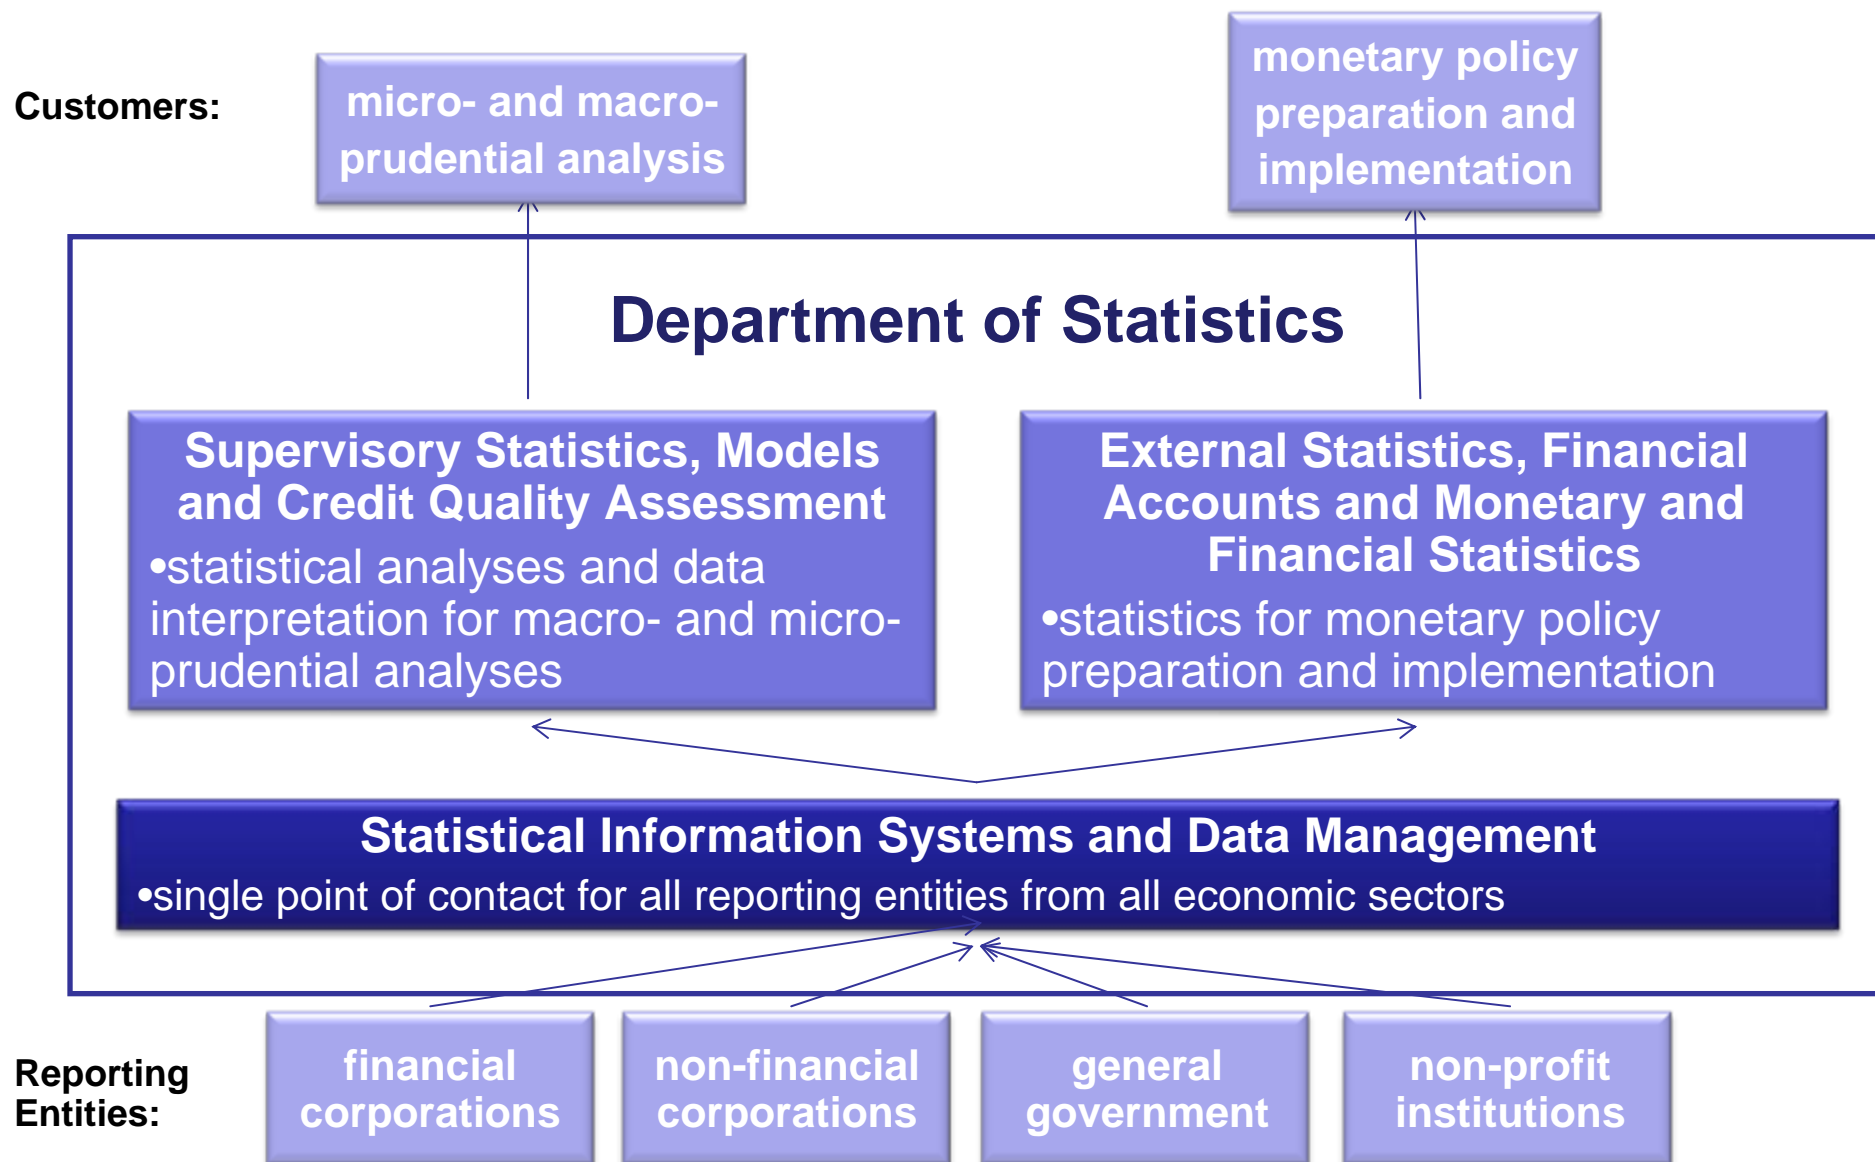 Customers:
micro- and macro-
prudential analysis
monetary policy
preparation and
implementation
Department of Statistics
Supervisory Statistics, Models
and Credit Quality Assessment
•statistical analyses and data
interpretation for macro- and micro-
prudential analyses
External Statistics, Financial
Accounts and Monetary and
Financial Statistics
•statistics for monetary policy
preparation and implementation
Statistical Information Systems and Data Management
•single point of contact for all reporting entities from all economic sectors
Reporting
Entities:
financial
corporations
non-financial
corporations
general
government
non-profit
institutions